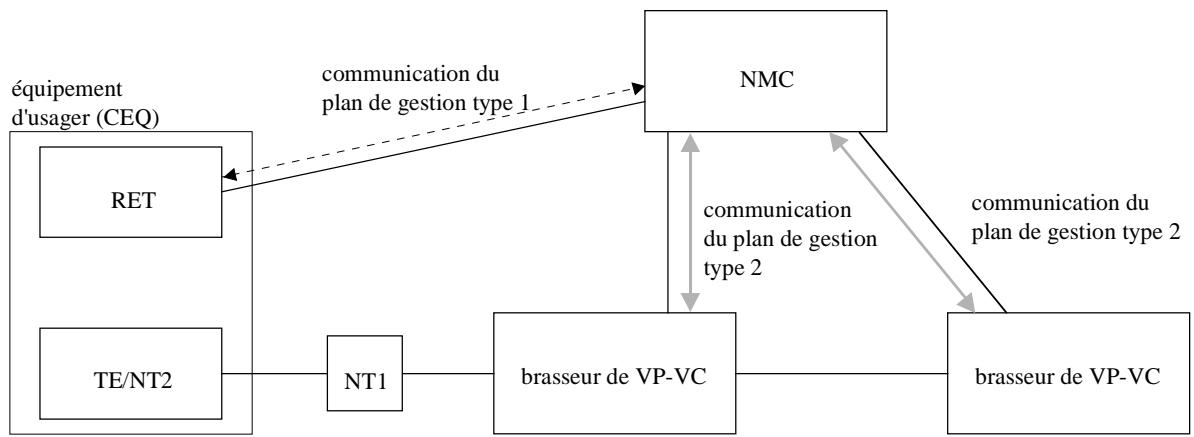 équipement
d'usager (CEQ)
communication du
plan de gestion type 1
NMC
RET
communication
du plan de gestion
type 2
communication du
plan de gestion type 2
TE/NT2
NT1
brasseur de VP-VC
brasseur de VP-VC